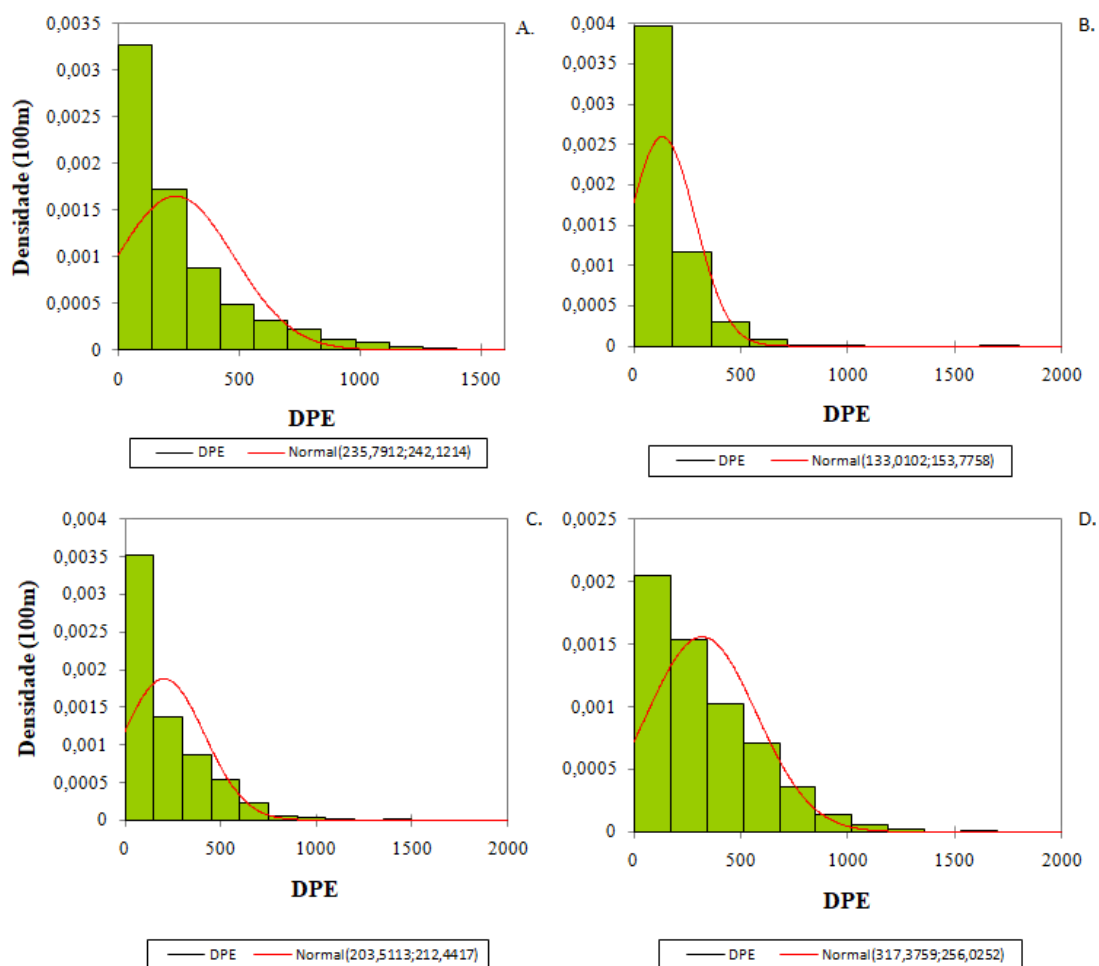 A.
Densidade (100m)
0,0035
0,003
0,0025
0,002
0,0015
0,001
0,0005
0
0 500 1000 1500
DPE
DPE Normal(235,7912;242,1214)
B.
0,004
0,0035
0,003
0,0025
0,002
0,0015
0,001
0,0005
0
0 500 1000 1500 2000
DPE
DPE Normal(133,0102;153,7758)
C.
Densidade (100m)
0,004
0,0035
0,003
0,0025
0,002
0,0015
0,001
0,0005
0
0 500 1000 1500 2000
DPE
DPE Normal(203,5113;212,4417)
D.
0,0025
0,002
0,0015
0,001
0,0005
0
0 500 1000 1500 2000
DPE
DPE Normal(317,3759;256,0252)